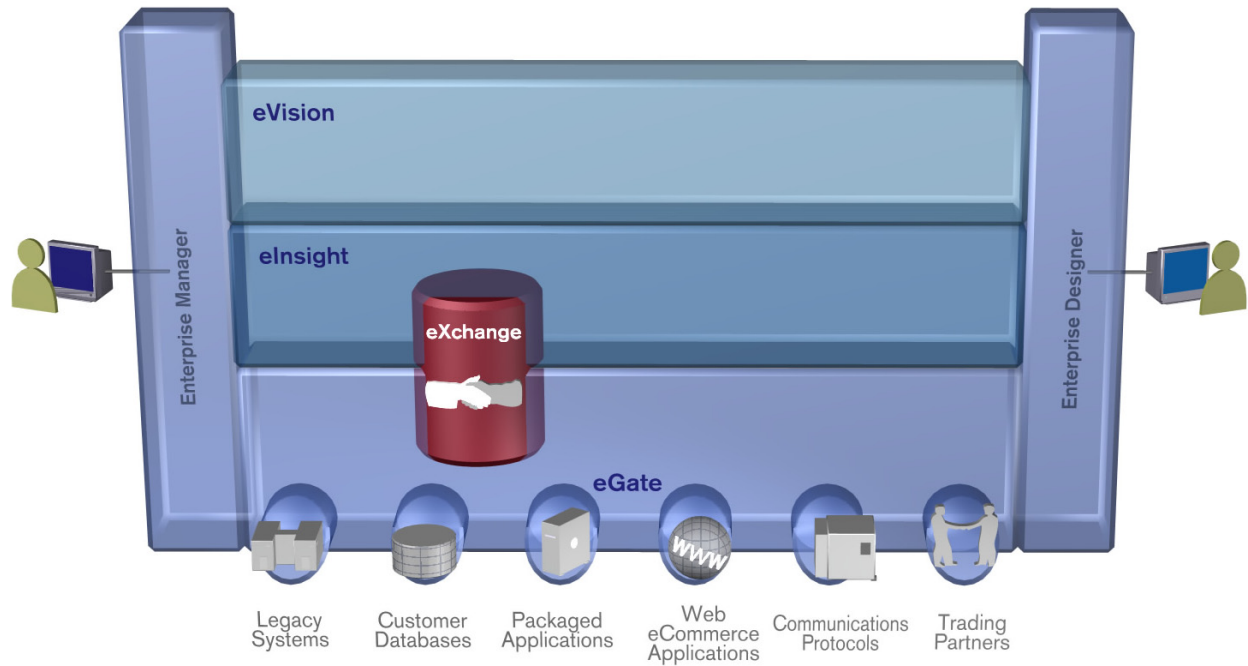 eVision
eInsight
Enterprise Manager
eXchange
Enterprise Designer
eGate
WWW
Legacy
Systems
Customer
Databases
Packaged
Applications
Web
eCommerce
Applications
Communications
Protocols
Trading
Partners